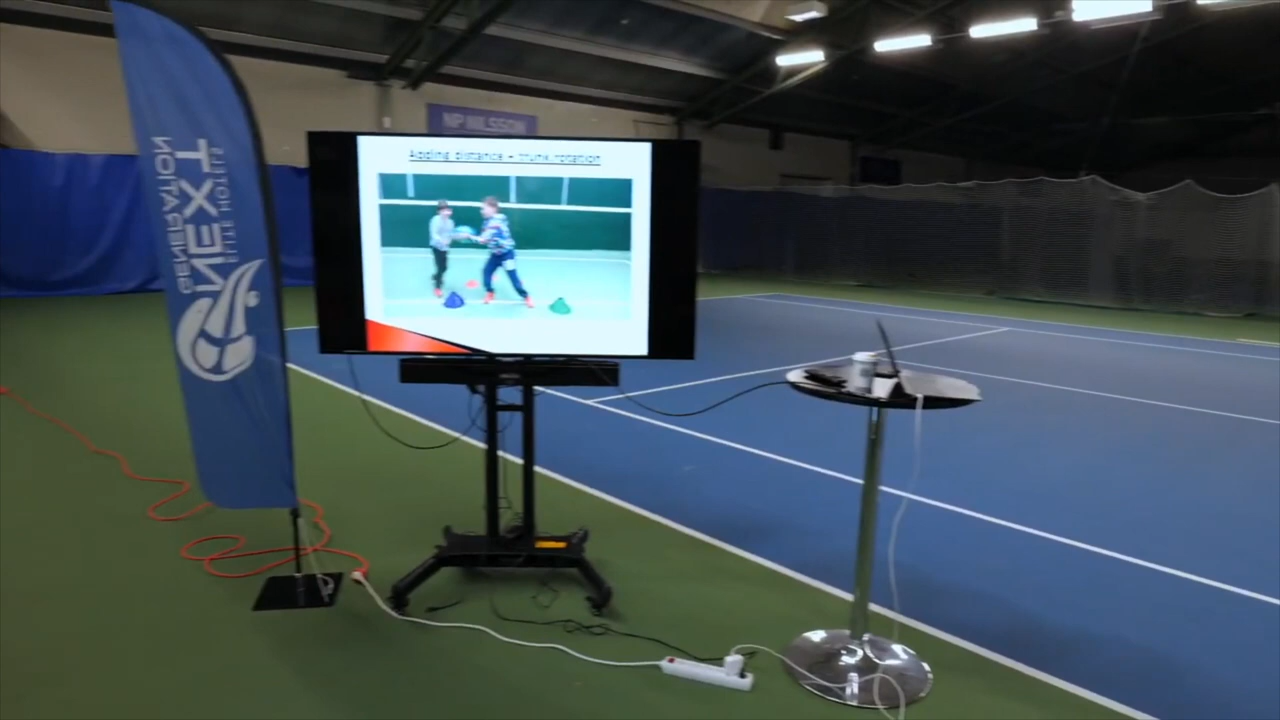 NP NILSSON
Adding distance – trunk rotation
GENERATION
NEXT
ELITE HOTELS